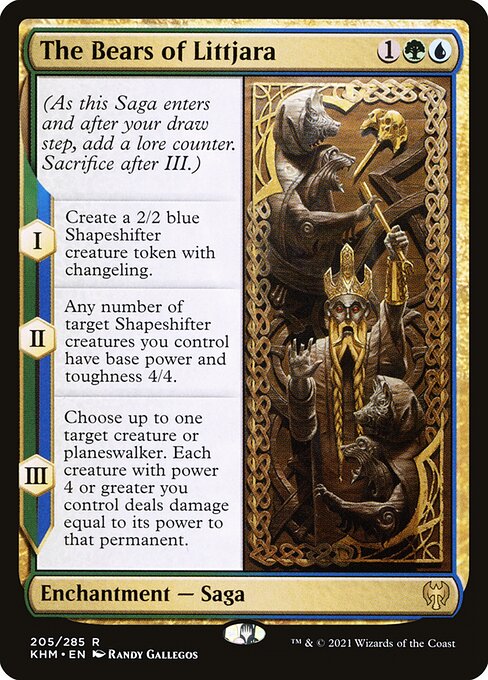 The Bears of Littjara 1
(As this Saga enters
and after your draw
step, add a lore counter.
Sacrifice after III.)
I
Create a 2/2 blue
Shapeshifter
creature token with
changeling.
II
Any number of
target Shapeshifter
creatures you control
have base power and
toughness 4/4.
III
Choose up to one
target creature or
planeswalker. Each
creature with power
4 or greater you
control deals damage
equal to its power to
that permanent.
Enchantment — Saga
205/285 R
KHM • EN Randy Gallegos
™ & © 2021 Wizards of the Coast